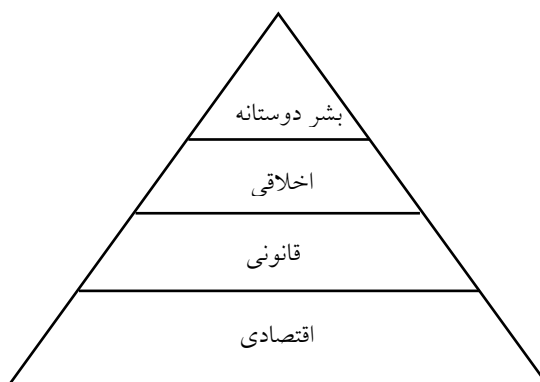 بشر دوستانه
اخلاقی
قانونی
اقتصادی